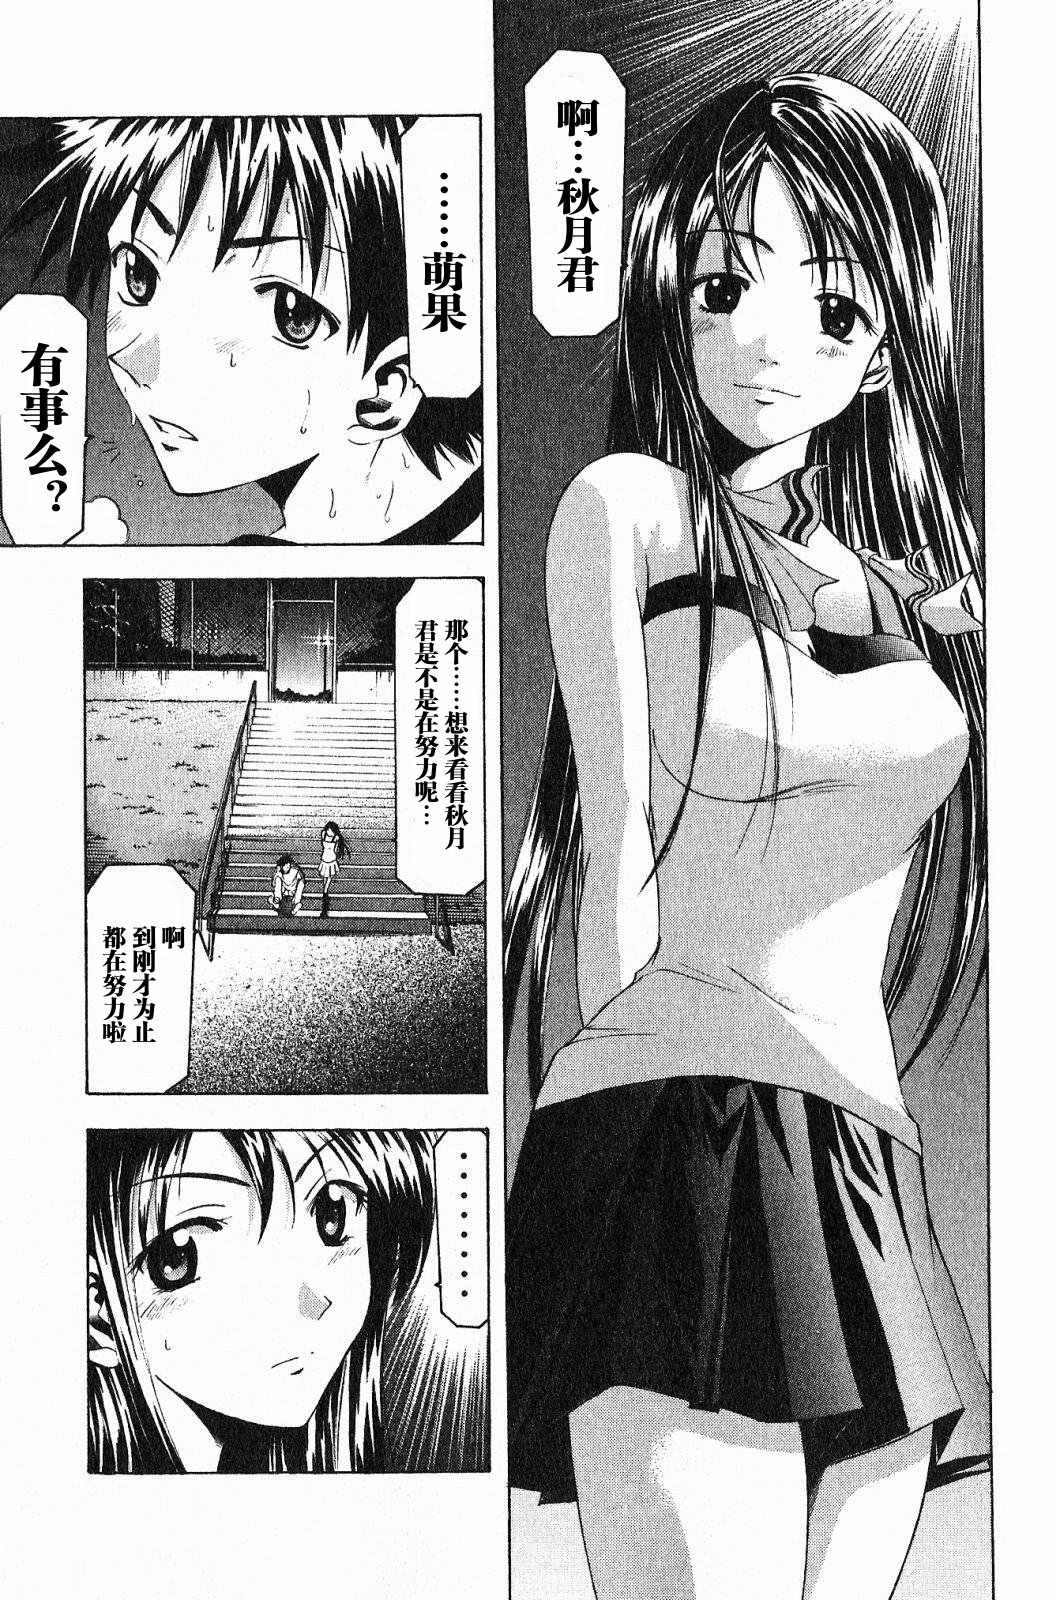 啊…秋月君
……萌果
有事么？
那个……想来看看秋月
君是不是在努力呢…
啊
到刚才为止
都在努力啦
……